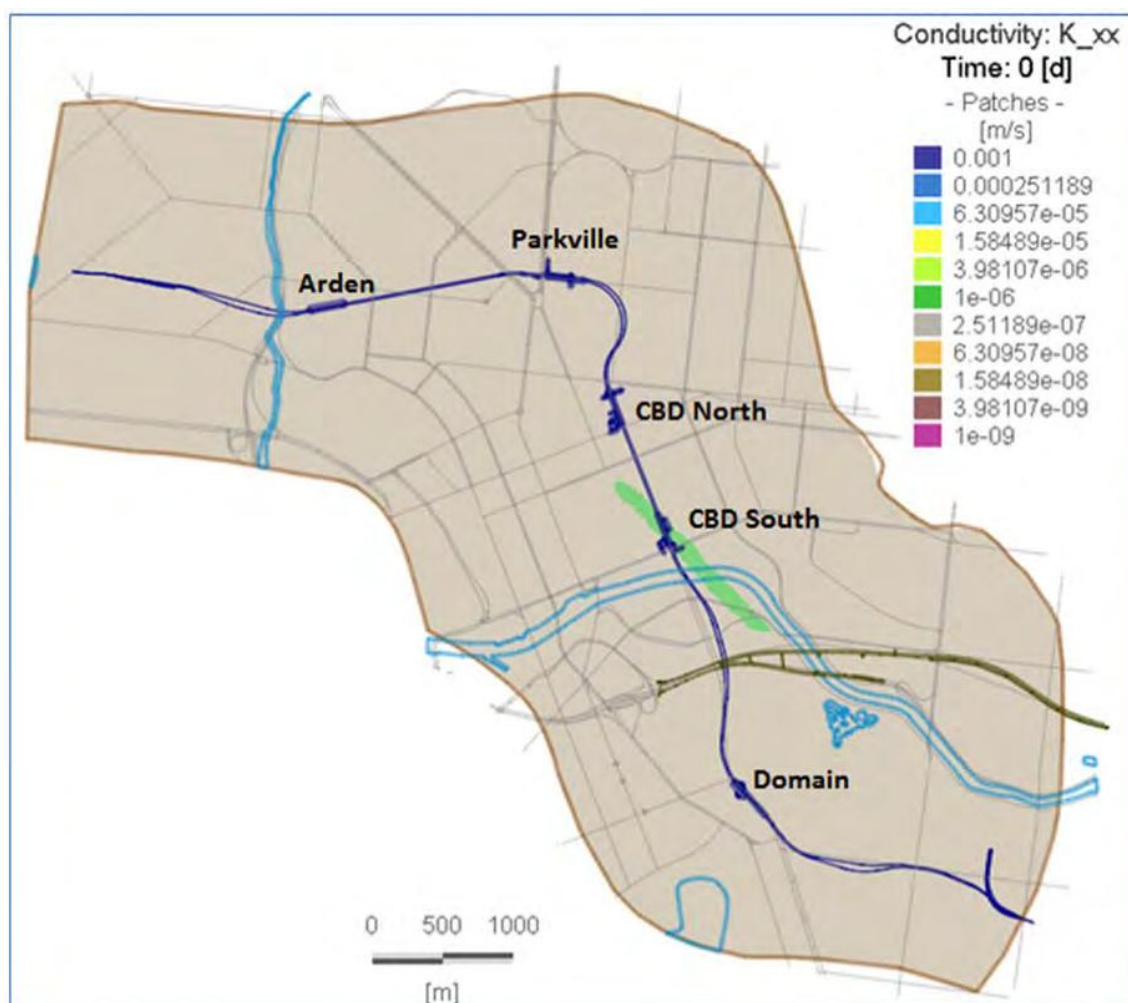 Conductivity: K_xx
Time: 0 [d]
- Patches -
[m/s]
0.001
0.000251189
6.30957e-05
1.58489e-05
3.98107e-06
1e-06
2.51189e-07
6.30957e-08
1.58489e-08
3.98107e-09
1e-09
Parkville
Arden
CBD North
CBD South
Domain
0 500 1000
[m]